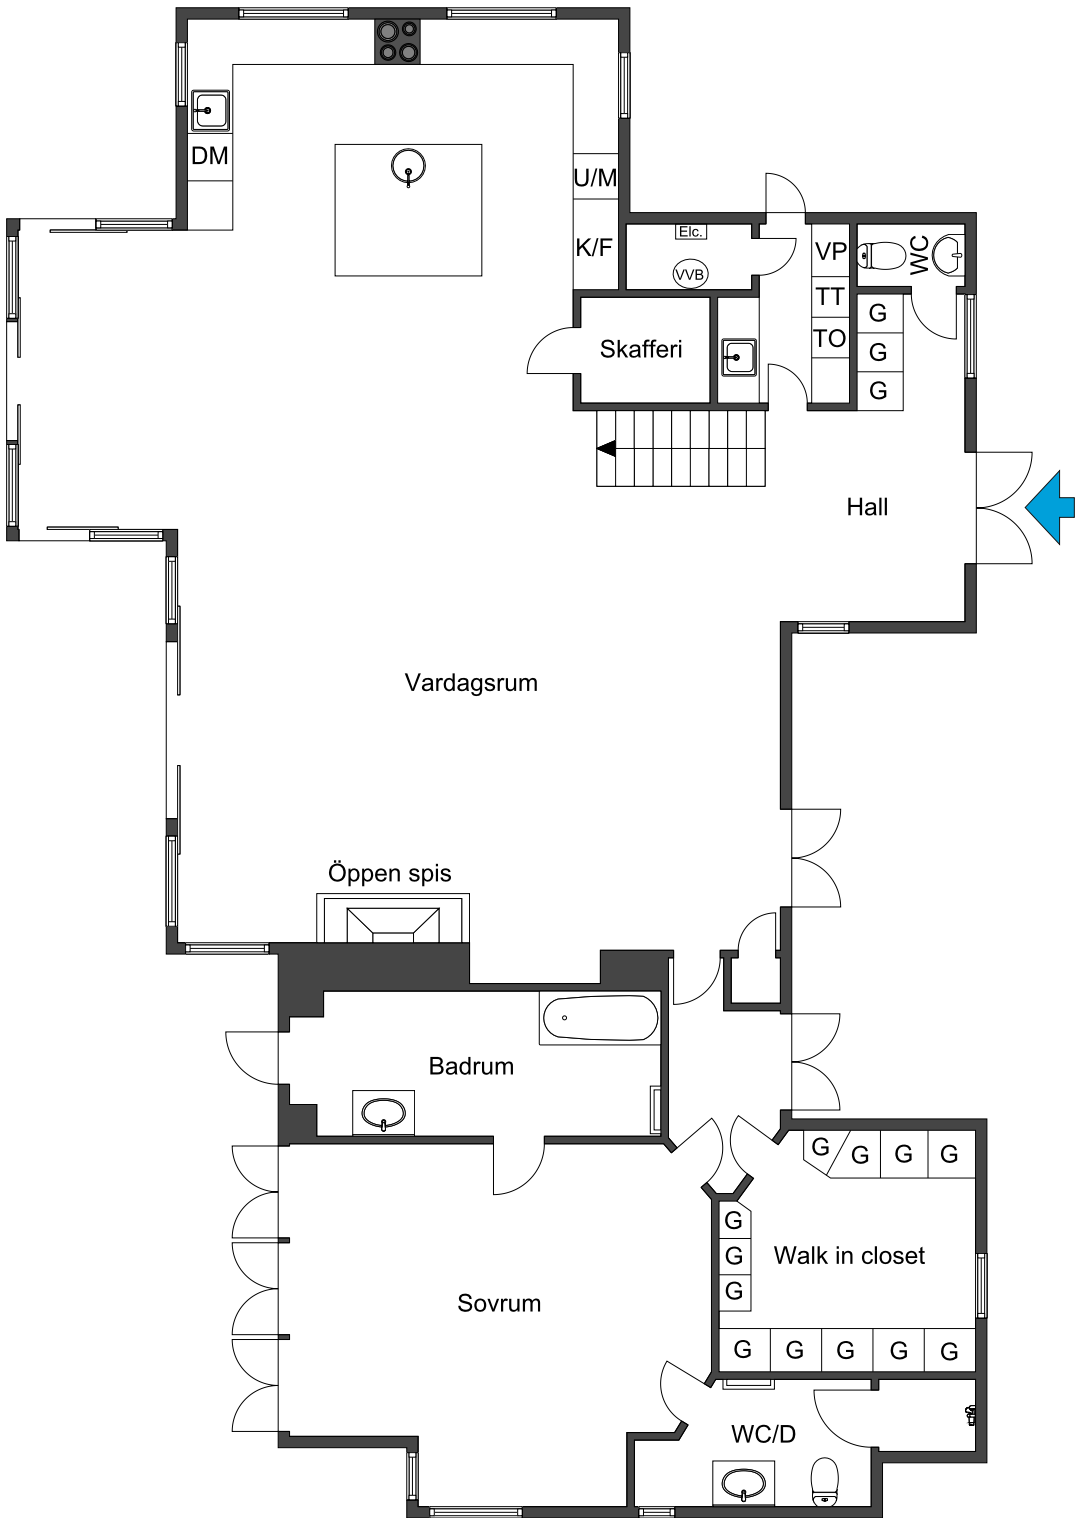 DM
U/M
K/F
Elc.
VVB
VP
TT
TO
WC
G
G
G
Skafferi
Hall
Vardagsrum
Öppen spis
Badrum
G
G
G
G
G
G
G
Walk in closet
Sovrum
G
G
G
G
G
WC/D